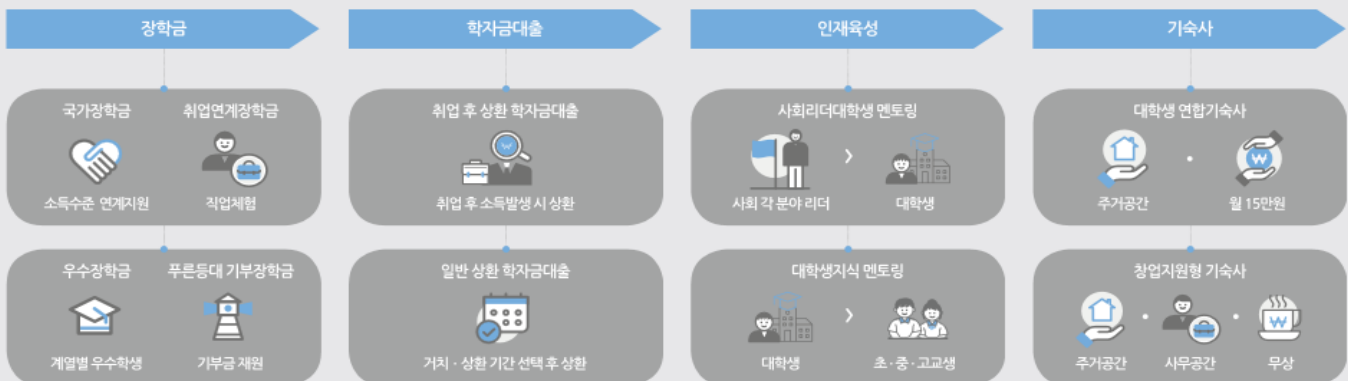 장학금
국가장학금 취업연계장학금
소득수준 연계지원 직업체험
우수장학금 푸른등대 기부장학금
계열별 우수학생 기부금 재원
학자금대출
취업 후 상환 학자금대출
₩
취업 후 소득발생 시 상환
일반 상환 학자금대출
거치 · 상환 기간 선택 후 상환
인재육성
사회리더대학생 멘토링
사회 각 분야 리더 대학생
대학생지식 멘토링
대학생 초 · 중 · 고교생
기숙사
대학생 연합기숙사
₩
주거공간 월 15만원
창업지원형 기숙사
₩
주거공간 사무공간 무상